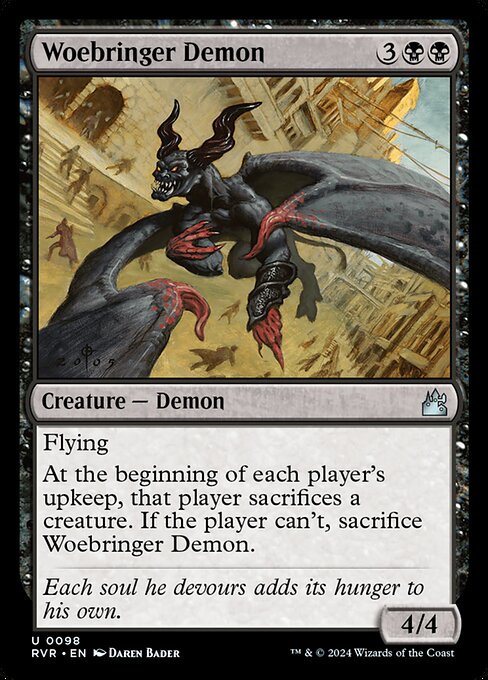 Woebringer Demon 3
2005
Creature — Demon
Flying
At the beginning of each player's
upkeep, that player sacrifices a
creature. If the player can't, sacrifice
Woebringer Demon.
Each soul he devours adds its hunger to
his own.
4/4
U 0098
RVR • EN Daren Bader
™ & © 2024 Wizards of the Coast